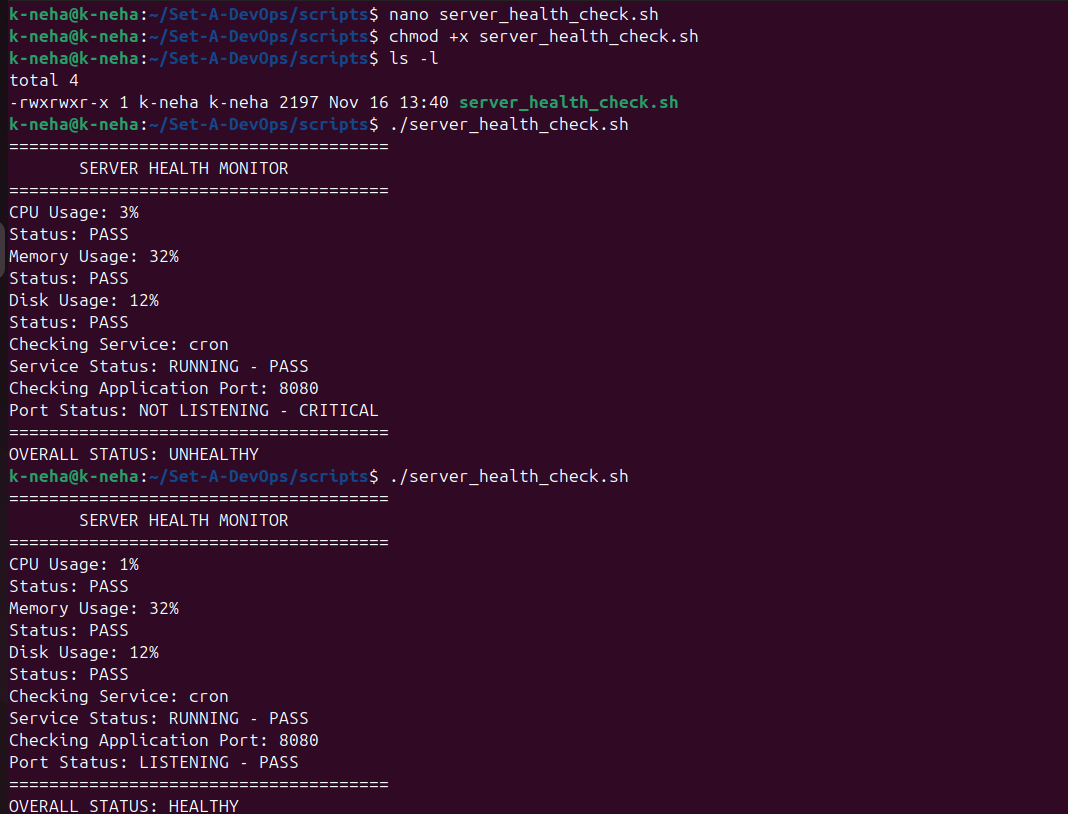 k-neha@k-neha:~/Set-A-DevOps/scripts$ nano server_health_check.sh
k-neha@k-neha:~/Set-A-DevOps/scripts$ chmod +x server_health_check.sh
k-neha@k-neha:~/Set-A-DevOps/scripts$ ls -l
total 4
-rwxrwxr-x 1 k-neha k-neha 2197 Nov 16 13:40 server_health_check.sh
k-neha@k-neha:~/Set-A-DevOps/scripts$ ./server_health_check.sh
======================================
       SERVER HEALTH MONITOR
======================================
CPU Usage: 3%
Status: PASS
Memory Usage: 32%
Status: PASS
Disk Usage: 12%
Status: PASS
Checking Service: cron
Service Status: RUNNING - PASS
Checking Application Port: 8080
Port Status: NOT LISTENING - CRITICAL
======================================
OVERALL STATUS: UNHEALTHY
k-neha@k-neha:~/Set-A-DevOps/scripts$ ./server_health_check.sh
======================================
       SERVER HEALTH MONITOR
======================================
CPU Usage: 1%
Status: PASS
Memory Usage: 32%
Status: PASS
Disk Usage: 12%
Status: PASS
Checking Service: cron
Service Status: RUNNING - PASS
Checking Application Port: 8080
Port Status: LISTENING - PASS
======================================
OVERALL STATUS: HEALTHY